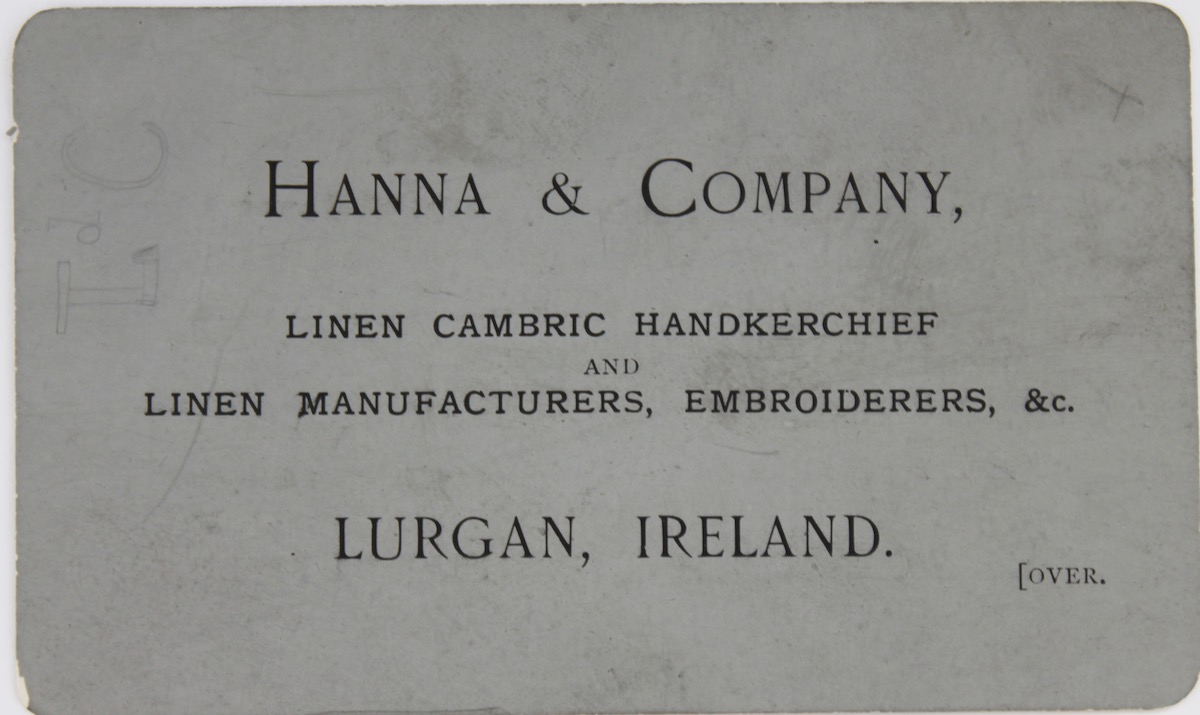 HANNA & COMPANY,
LINEN CAMBRIC HANDKERCHIEF
AND
LINEN MANUFACTURERS, EMBROIDERERS, &c.
LURGAN, IRELAND.
[OVER.